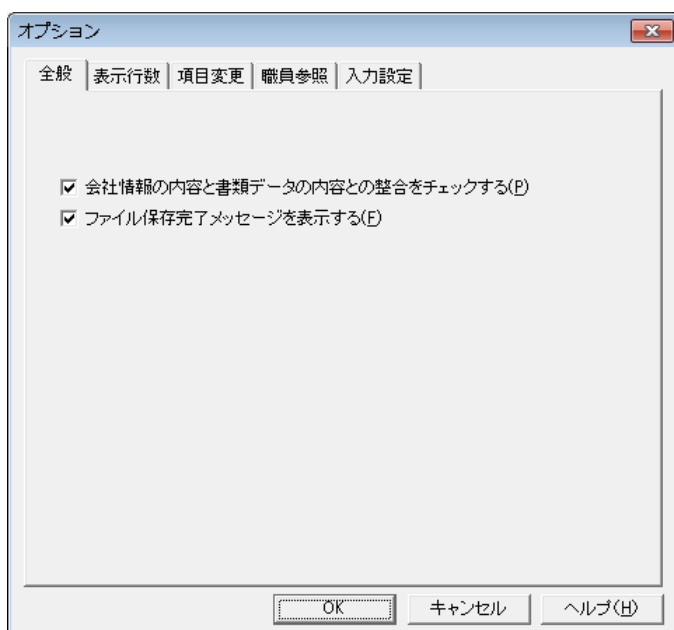 オプション
全般 表示行数 項目変更 職員参照 入力設定
会社情報の内容と書類データの内容との整合をチェックする(P)
ファイル保存完了メッセージを表示する(F)
OK キャンセル ヘルプ(H)